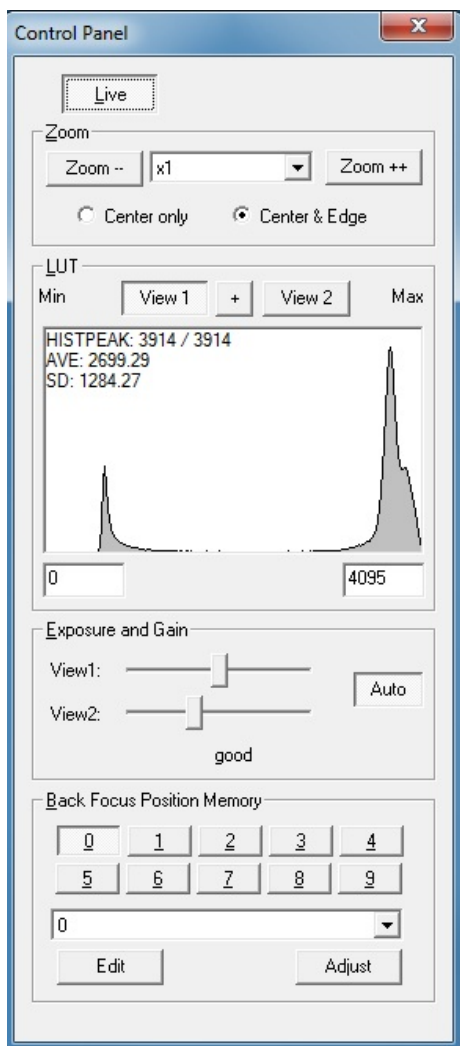 Control Panel
Live
Zoom
Zoom -- x1 Zoom ++
Center only Center & Edge
LUT
Min View 1 + View 2 Max
HISTPEAK: 3914 / 3914
AVE: 2699.29
SD: 1284.27
0 4095
Exposure and Gain
View1:
Auto
View2:
good
Back Focus Position Memory
0 1 2 3 4
5 6 7 8 9
0
Edit Adjust